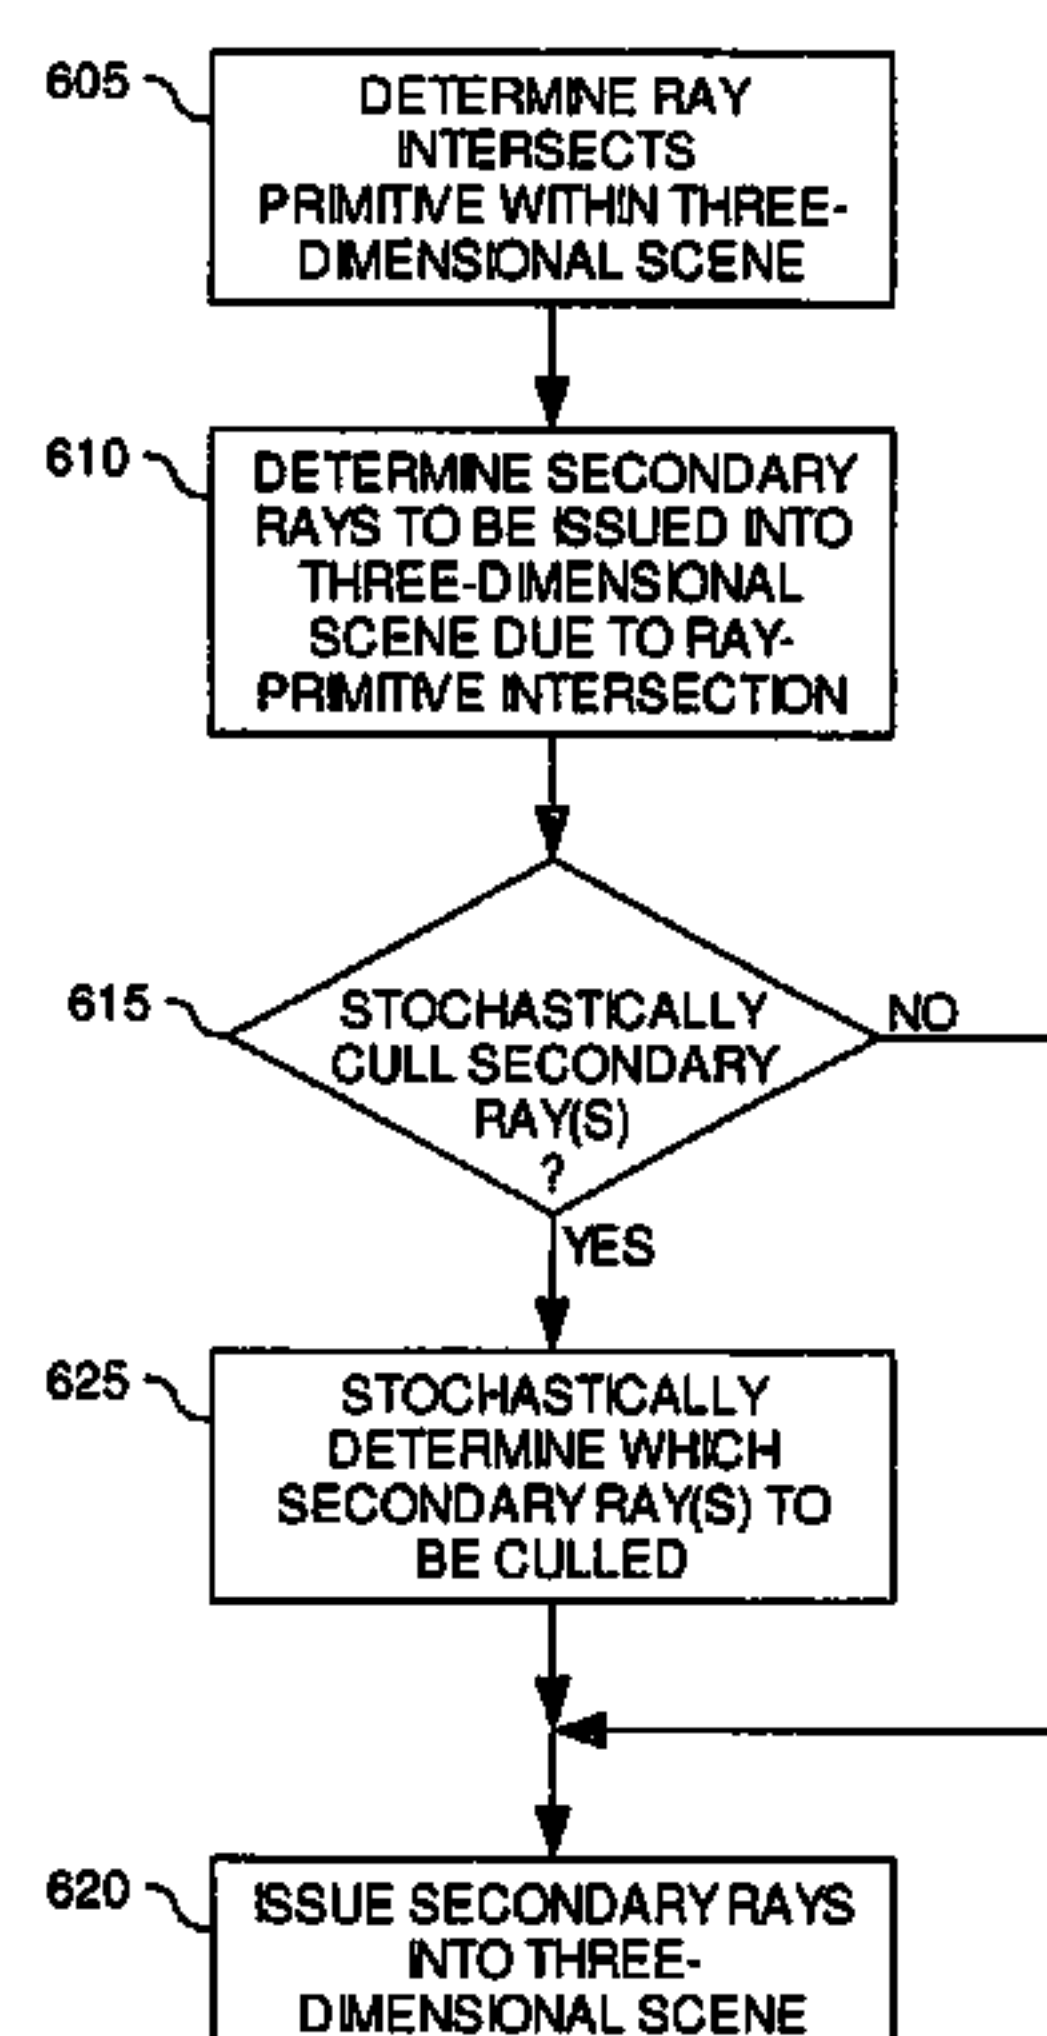 605
DETERMINE RAY
INTERSECTS
PRIMITIVE WITHIN THREE-
DIMENSIONAL SCENE
610
DETERMINE SECONDARY
RAYS TO BE ISSUED INTO
THREE-DIMENSIONAL
SCENE DUE TO RAY-
PRIMITIVE INTERSECTION
615
STOCHASTICALLY
CULL SECONDARY
RAY(S)
?
NO
YES
625
STOCHASTICALLY
DETERMINE WHICH
SECONDARY RAY(S) TO
BE CULLED
620
ISSUE SECONDARY RAYS
INTO THREE-
DIMENSIONAL SCENE